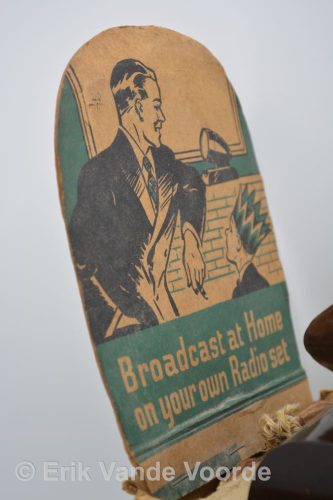 Broadcast at Home
on your own Radio set
© Erik Vande Voorde